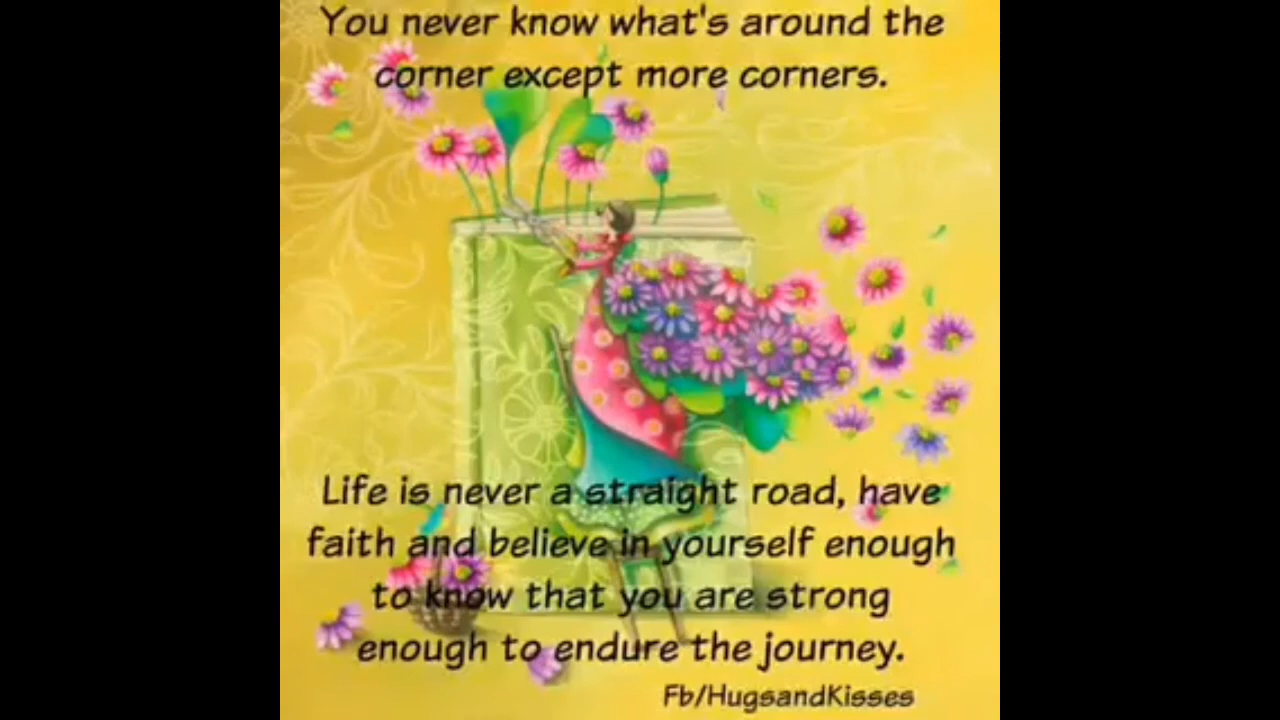 You never know what's around the
corner except more corners.
Life is never a straight road, have
faith and believe in yourself enough
to know that you are strong
enough to endure the journey.
Fb/HugsandKisses